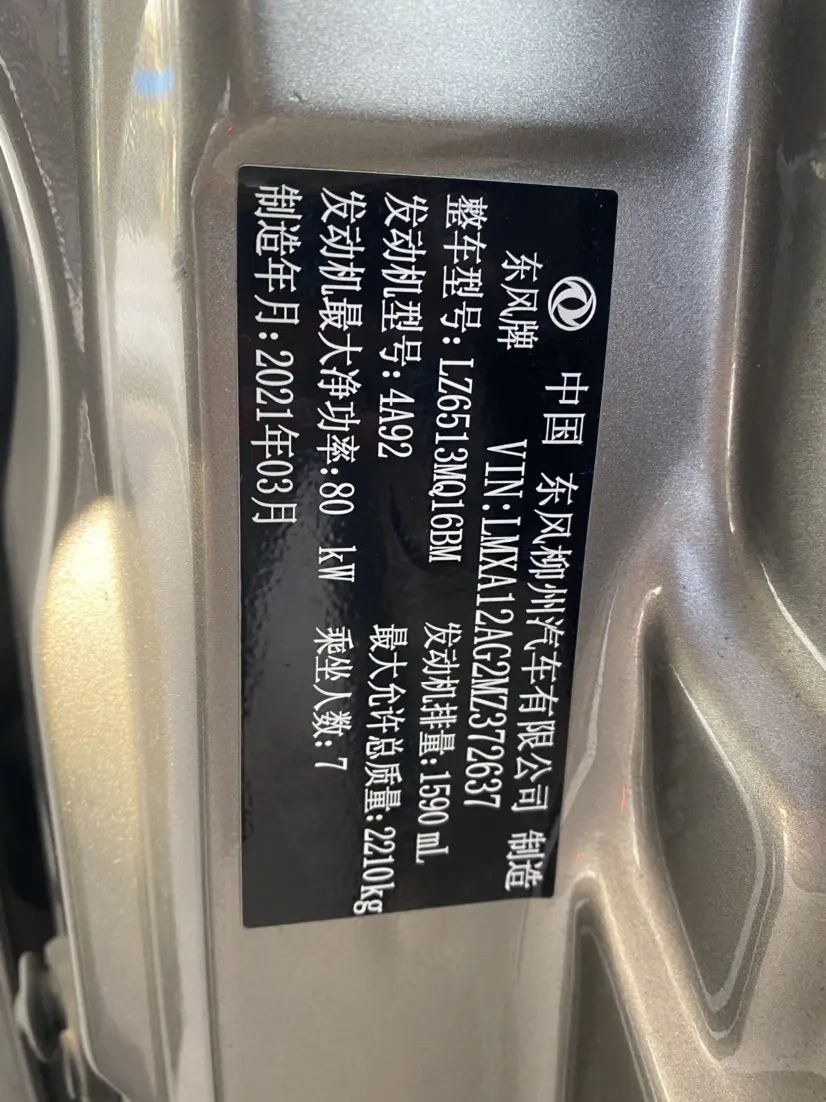 中国 东风柳州汽车有限公司 制造
东风牌 VIN:LMXA12AG2MZ372637
整车型号:LZ6513MQ16BM 发动机排量:1590 mL
发动机型号:4A92 最大允许总质量:2210kg
发动机最大净功率:80 kW 乘坐人数:7
制造年月:2021年03月